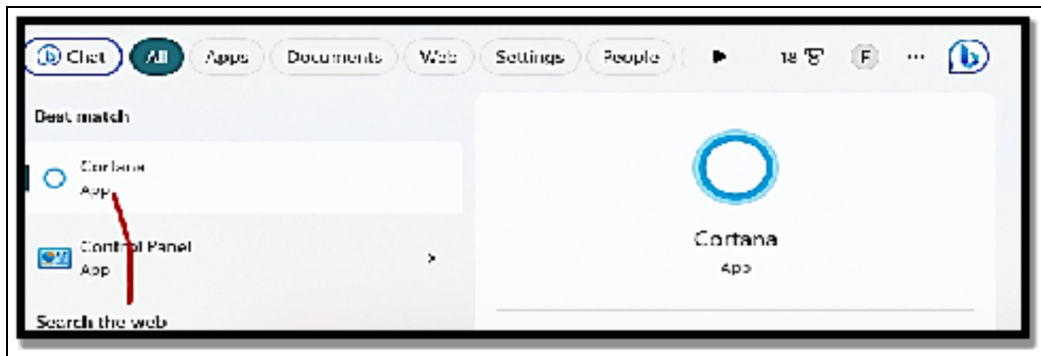 Chat All Apps Documents Web Settings People 18 F ...
Best match
Cortana
App
Control Panel
App
Search the web
Cortana
App